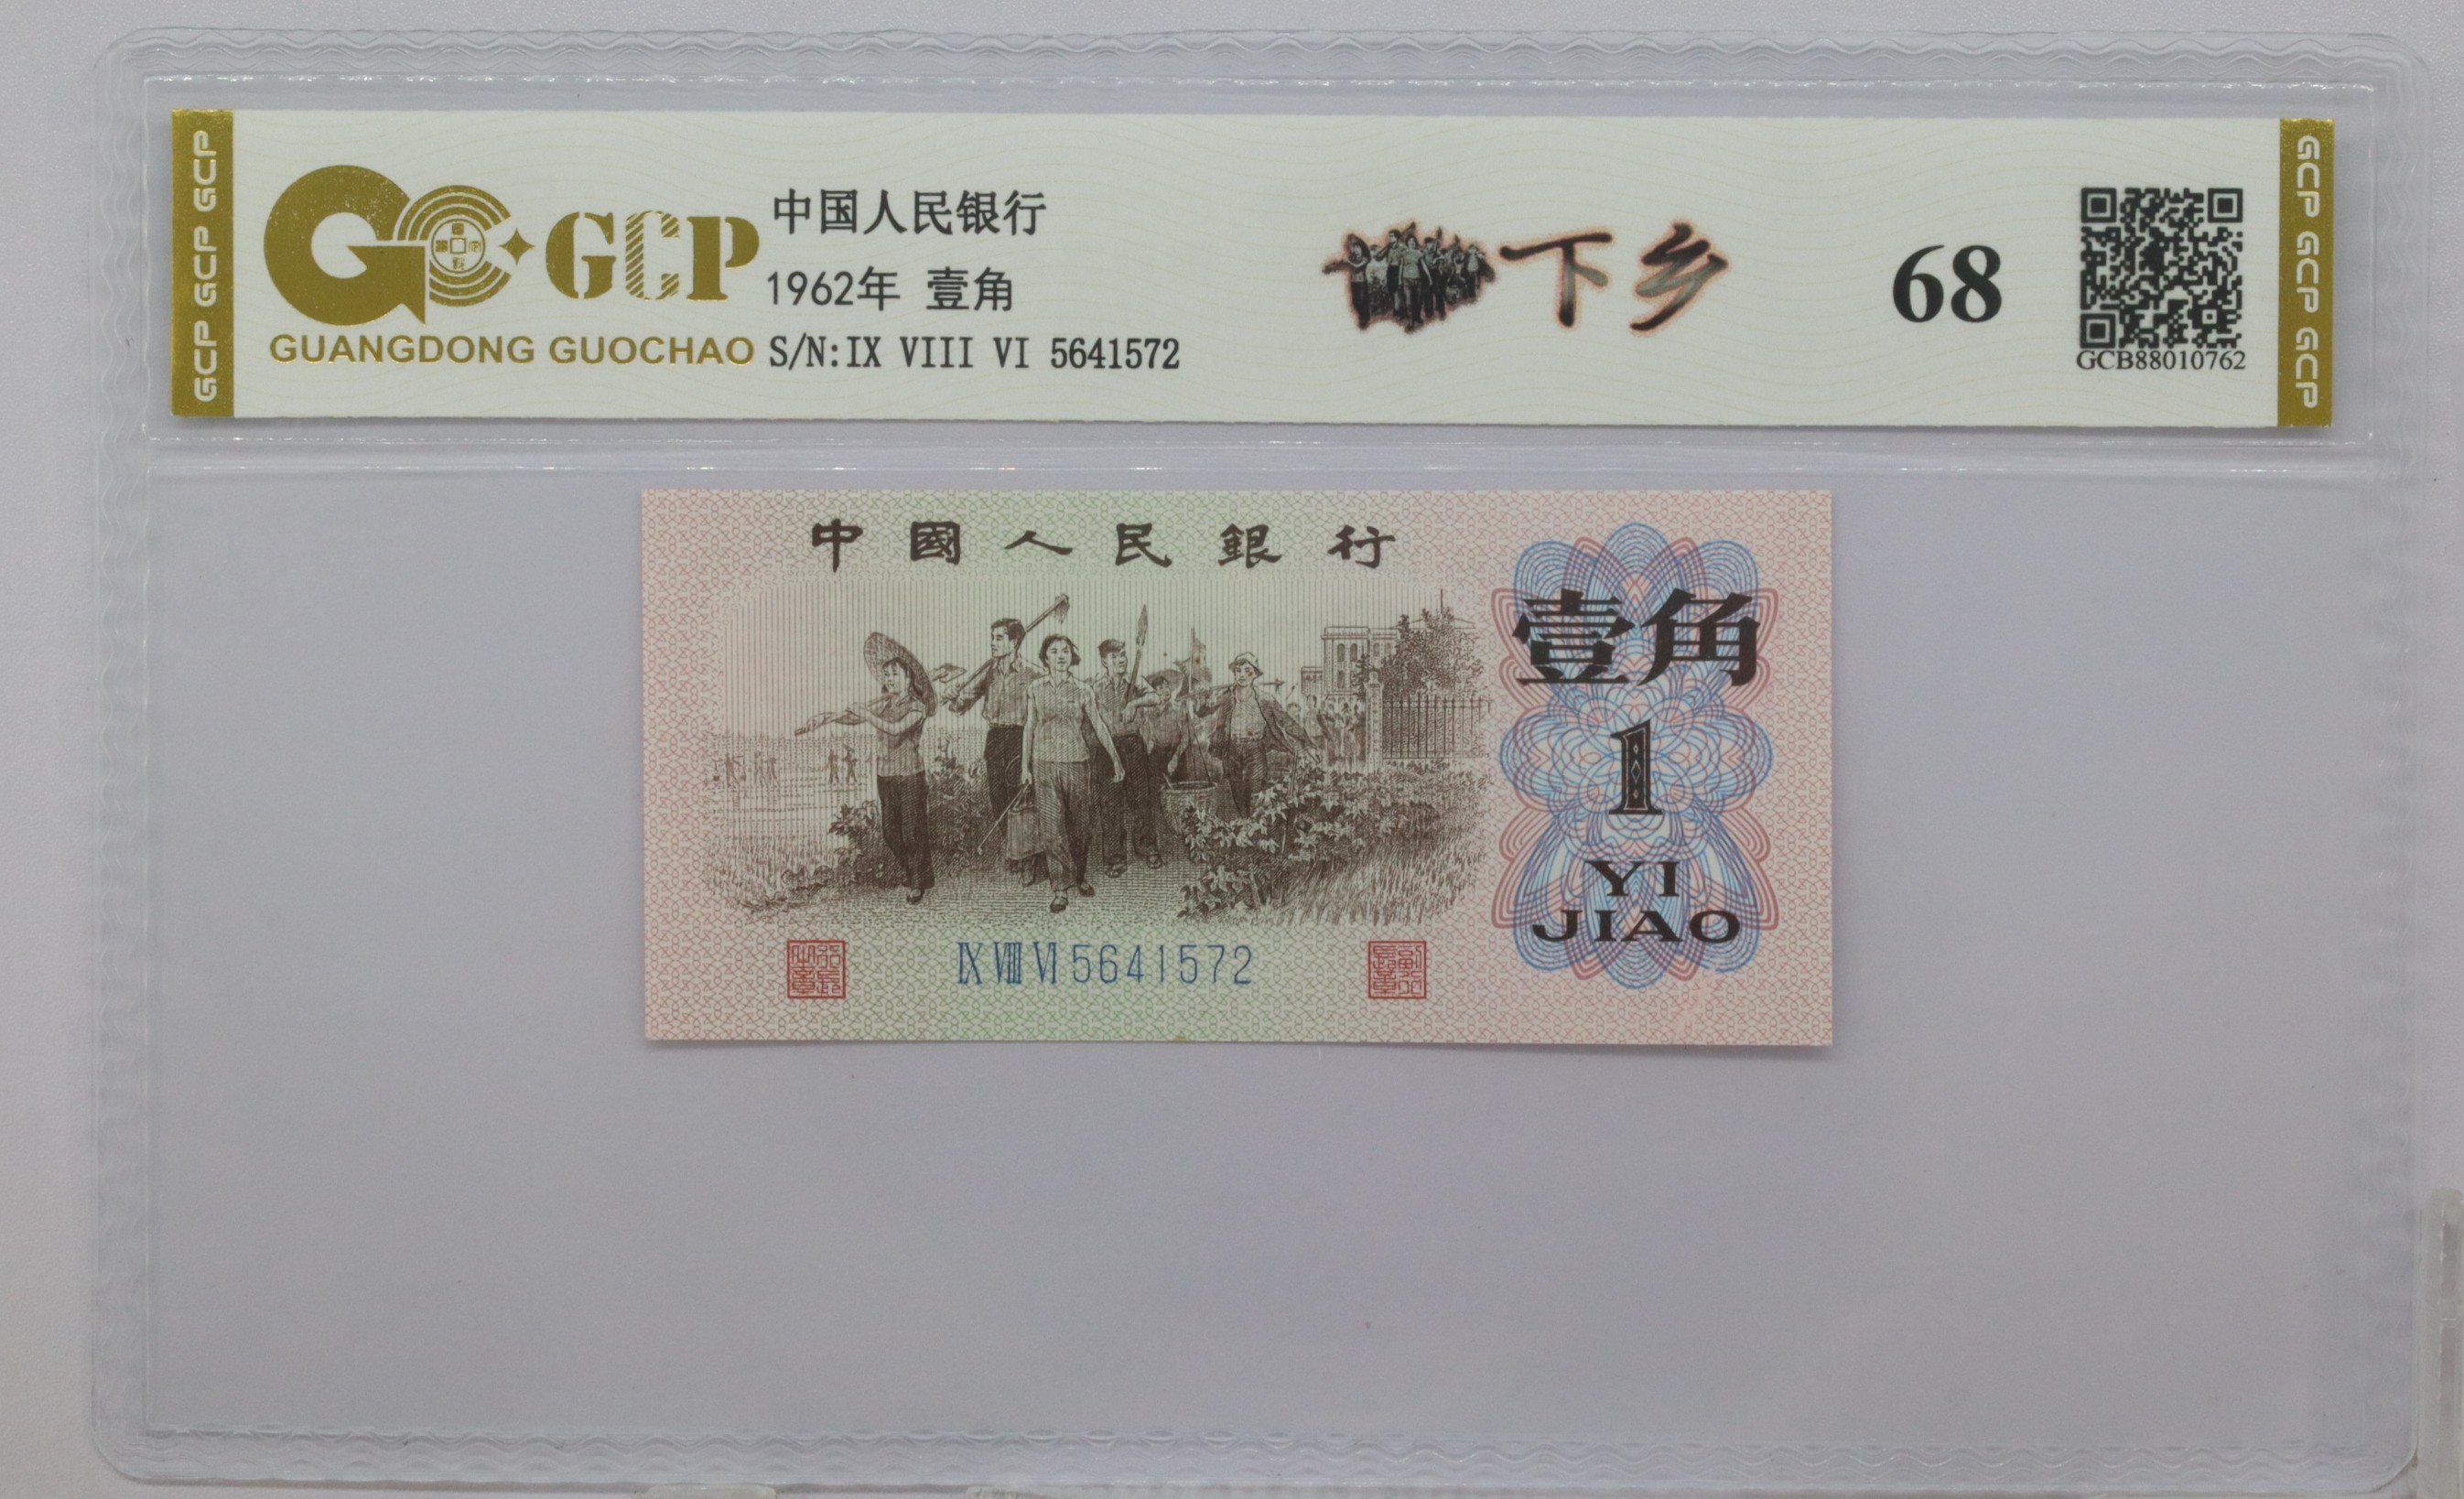 GCP GCP GCP
GCP
GUANGDONG GUOCHAO
中国人民银行
1962年 壹角
S/N:IX VIII VI 5641572
下乡
68
GCB88010762
GCP GCP GCP
中國人民銀行
壹角
1
YI
JIAO
IX VIII VI 5641572